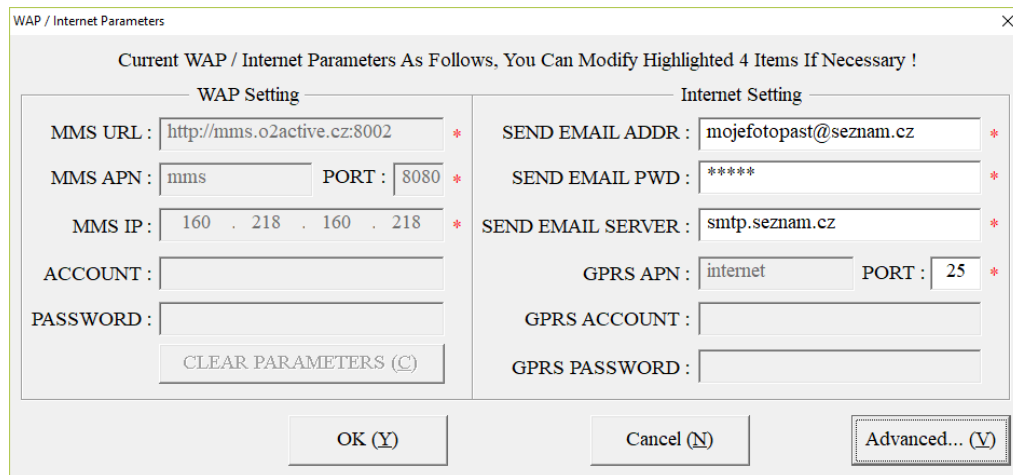 WAP / Internet Parameters
Current WAP / Internet Parameters As Follows, You Can Modify Highlighted 4 Items If Necessary !
WAP Setting
MMS URL : http://mms.o2active.cz:8002 *
MMS APN : mms PORT : 8080 *
MMS IP : 160 . 218 . 160 . 218 *
ACCOUNT :
PASSWORD :
CLEAR PARAMETERS (C)
Internet Setting
SEND EMAIL ADDR : mojefotopast@seznam.cz *
SEND EMAIL PWD : ***** *
SEND EMAIL SERVER : smtp.seznam.cz *
GPRS APN : internet PORT : 25 *
GPRS ACCOUNT :
GPRS PASSWORD :
OK (Y) Cancel (N) Advanced... (V)